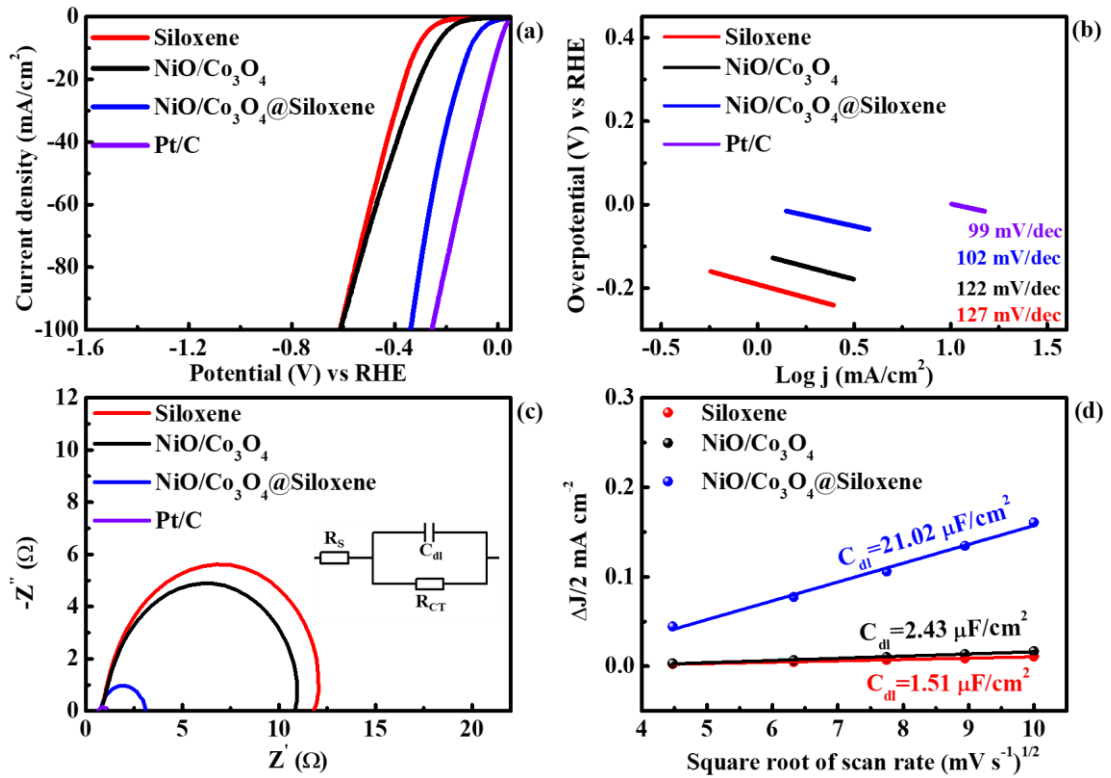 (a)
Siloxene
NiO/Co₃O₄
NiO/Co₃O₄@Siloxene
Pt/C
0
-20
-40
-60
-80
-100
Current density (mA/cm²)
-1.6
-1.2
-0.8
-0.4
0.0
Potential (V) vs RHE
(b)
Siloxene
NiO/Co₃O₄
NiO/Co₃O₄@Siloxene
Pt/C
0.4
0.2
0.0
-0.2
Overpotential (V) vs RHE
99 mV/dec
102 mV/dec
122 mV/dec
127 mV/dec
-0.5
0.0
0.5
1.0
1.5
Log j (mA/cm²)
(c)
Siloxene
NiO/Co₃O₄
NiO/Co₃O₄@Siloxene
Pt/C
12
10
8
6
4
2
0
-Z'' (Ω)
R_S
C_dl
R_CT
0
5
10
15
20
Z' (Ω)
(d)
Siloxene
NiO/Co₃O₄
NiO/Co₃O₄@Siloxene
0.3
0.2
0.1
0.0
ΔJ/2 mA cm⁻²
C_dl=21.02 μF/cm²
C_dl=2.43 μF/cm²
C_dl=1.51 μF/cm²
4
5
6
7
8
9
10
Square root of scan rate (mV s⁻¹)¹/²